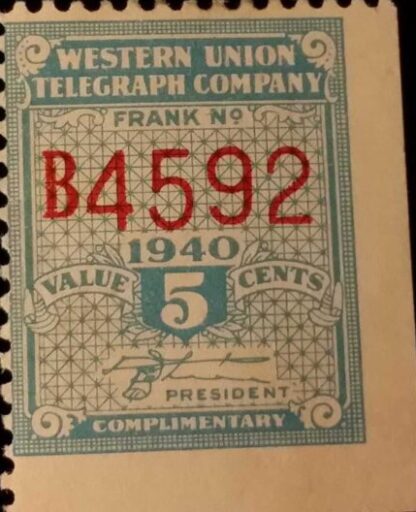 WESTERN UNION
TELEGRAPH COMPANY
FRANK Nº
B4592
1940
VALUE 5 CENTS
PRESIDENT
COMPLIMENTARY